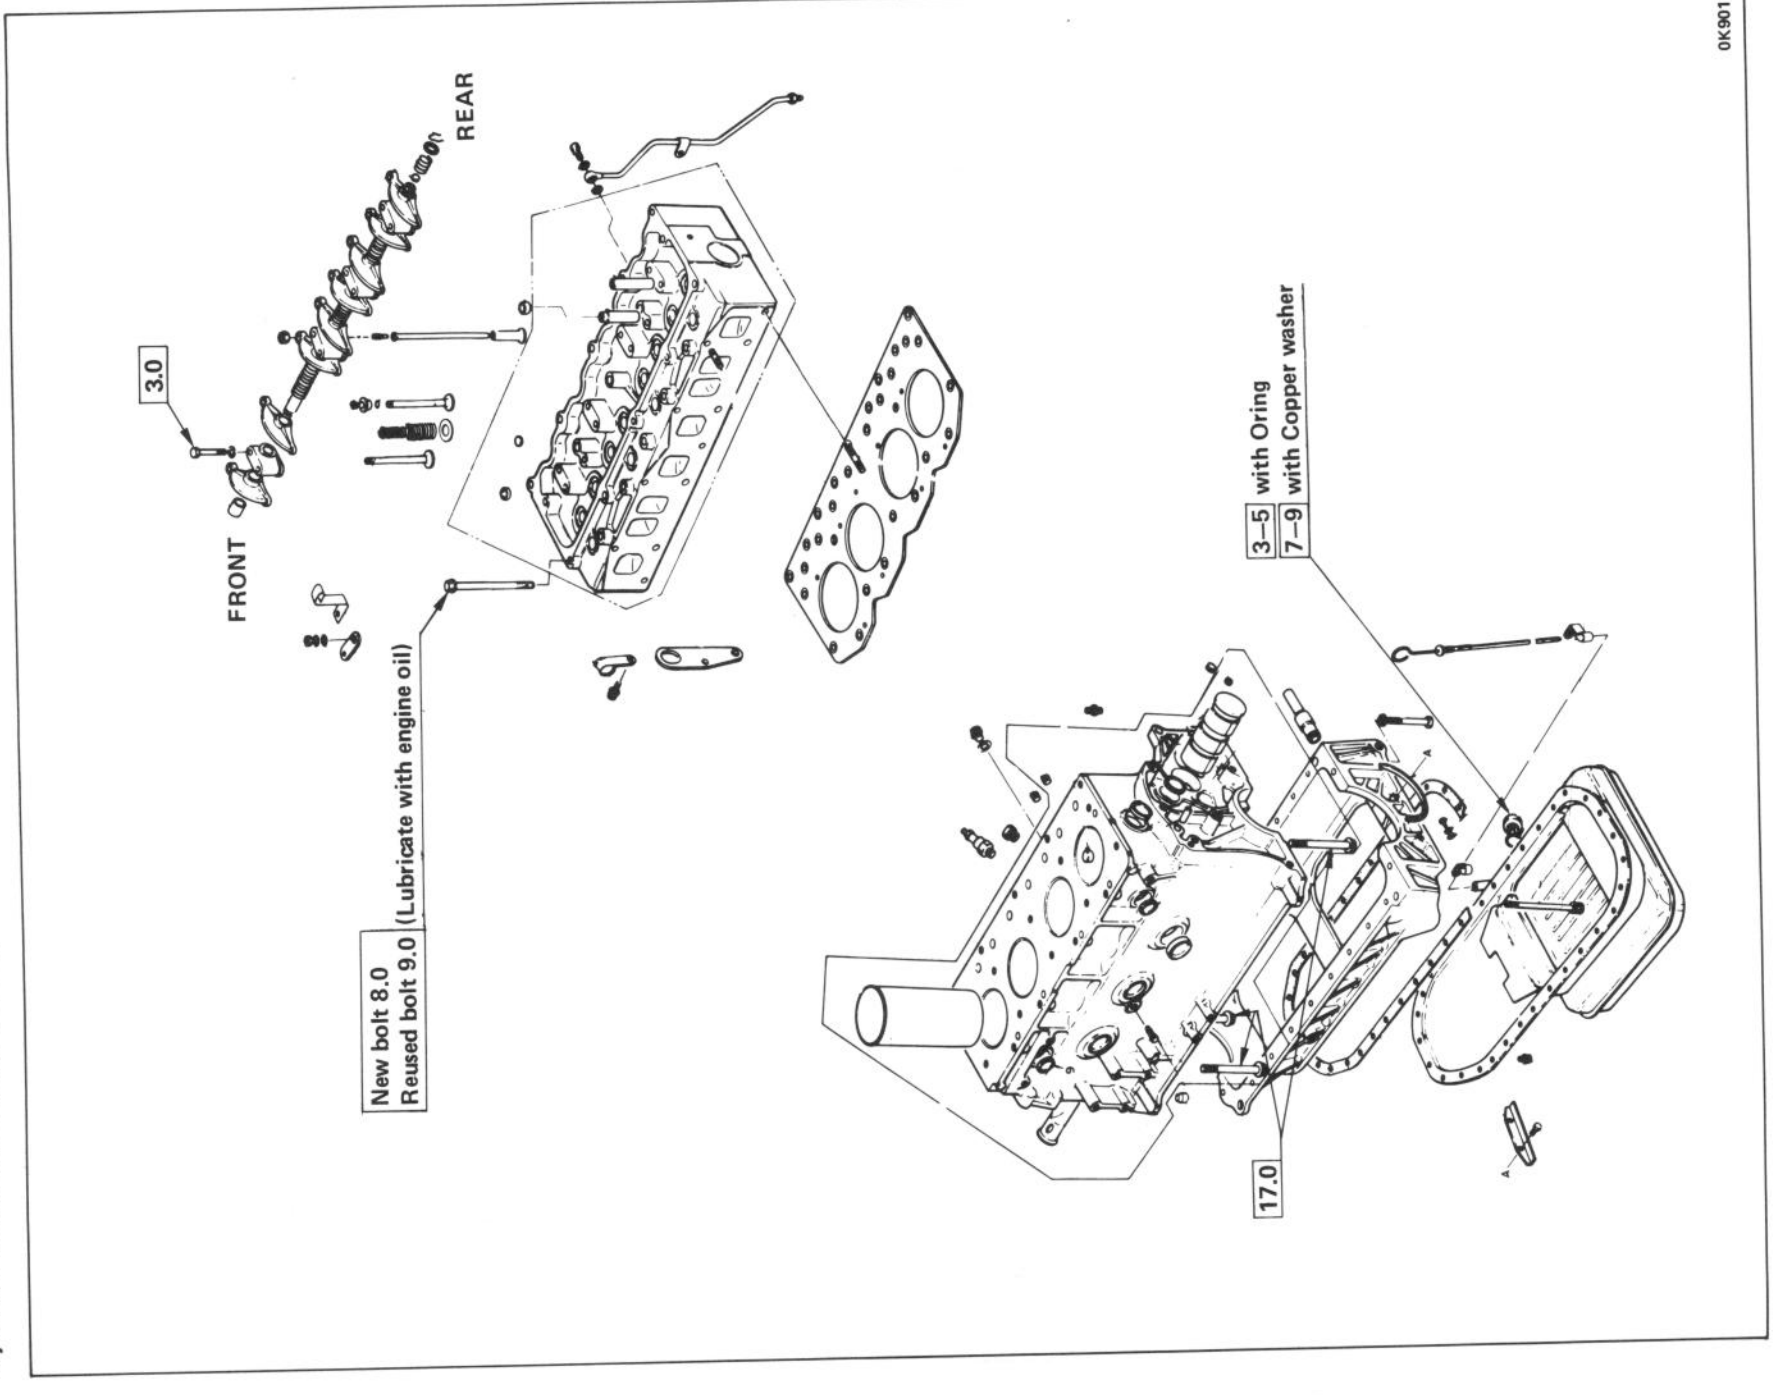 3.0
FRONT
REAR
New bolt 8.0
Reused bolt 9.0 (Lubricate with engine oil)
3–5 with Oring
7–9 with Copper washer
A
17.0
A
0K901